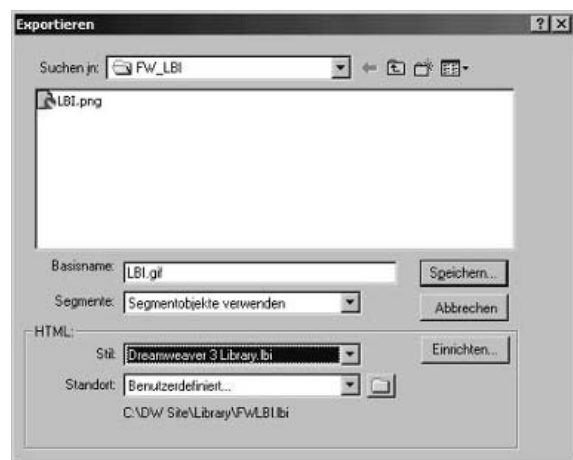 Exportieren
Suchen in: FW_LBI
LBI.png
Basisname: LBI.gif Speichern...
Segmente: Segmentobjekte verwenden Abbrechen
HTML:
Stil: Dreamweaver 3 Library.lbi Einrichten...
Standort: Benutzerdefiniert...
C:\DW Site\Library\FWLBI.lbi